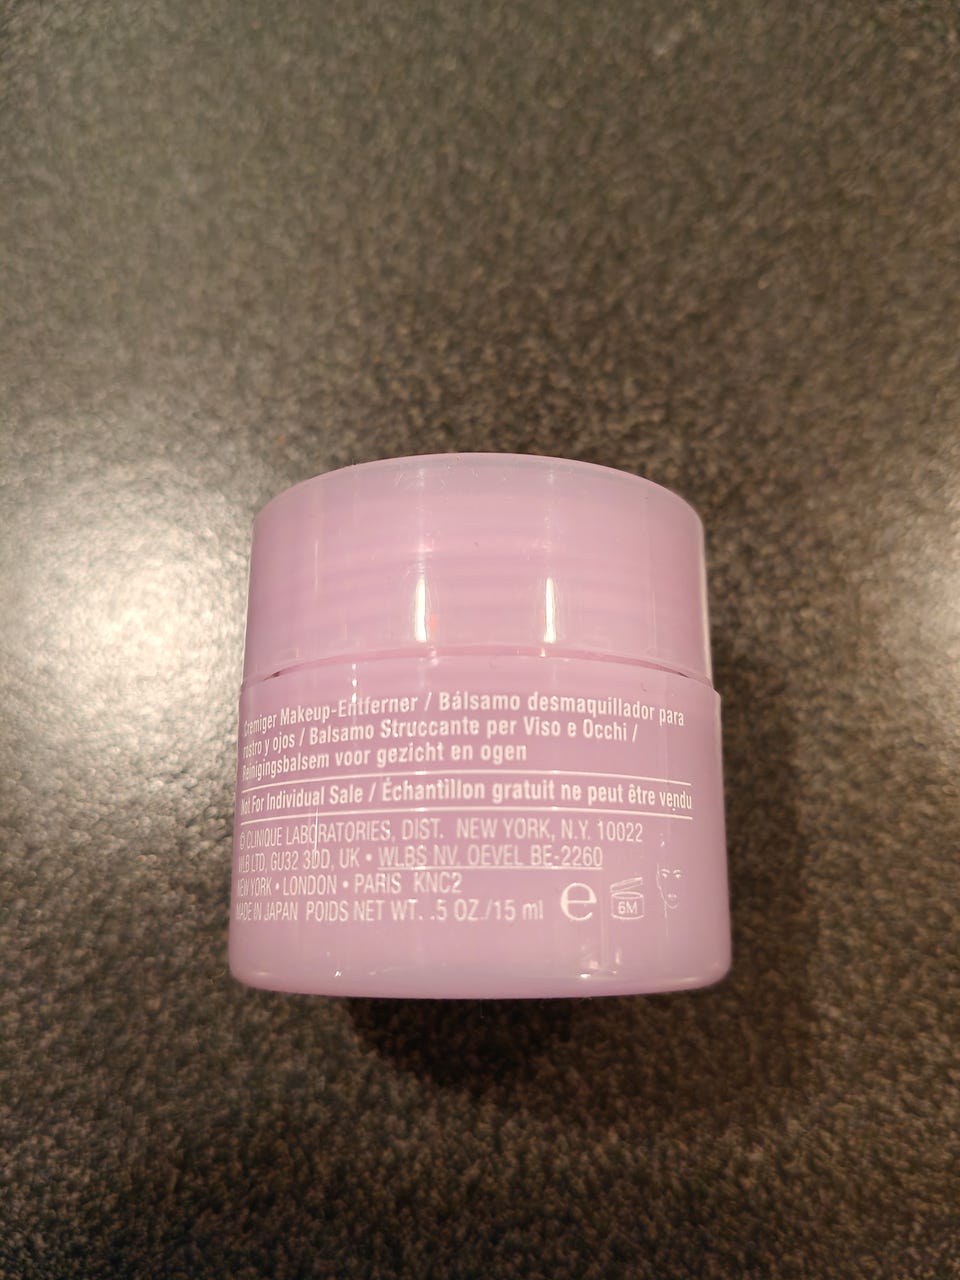 Cremiger Makeup-Entferner / Bálsamo desmaquillador para
rostro y ojos / Balsamo Struccante per Viso e Occhi /
Reinigingsbalsem voor gezicht en ogen
Not For Individual Sale / Échantillon gratuit ne peut être vendu
© CLINIQUE LABORATORIES, DIST. NEW YORK, N.Y. 10022
WLB LTD, GU32 3DD, UK • WLBS NV. OEVEL BE-2260
NEW YORK • LONDON • PARIS KNC2
MADE IN JAPAN POIDS NET WT. .5 OZ./15 ml e 6M